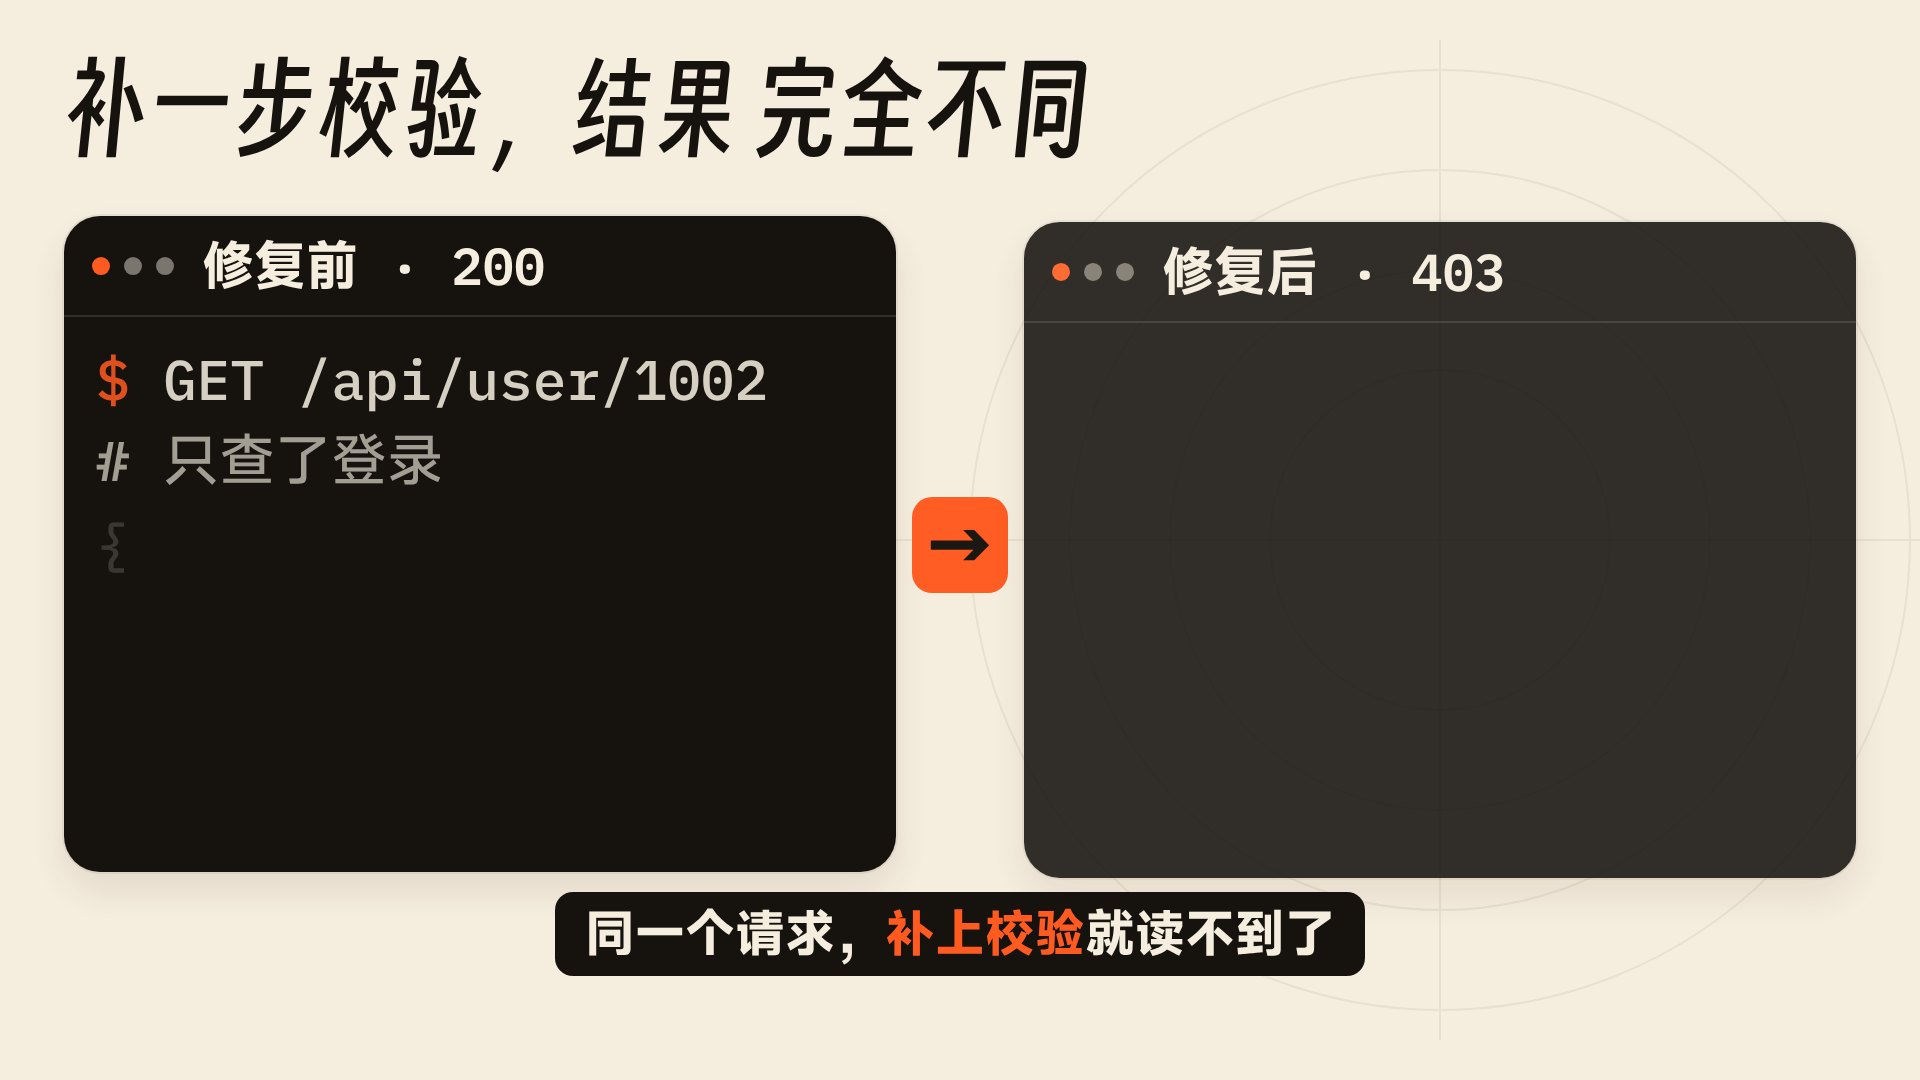 补一步校验，结果 完全不同
修复前 · 200
$ GET /api/user/1002
# 只查了登录
{
→
修复后 · 403
同一个请求，补上校验就读不到了